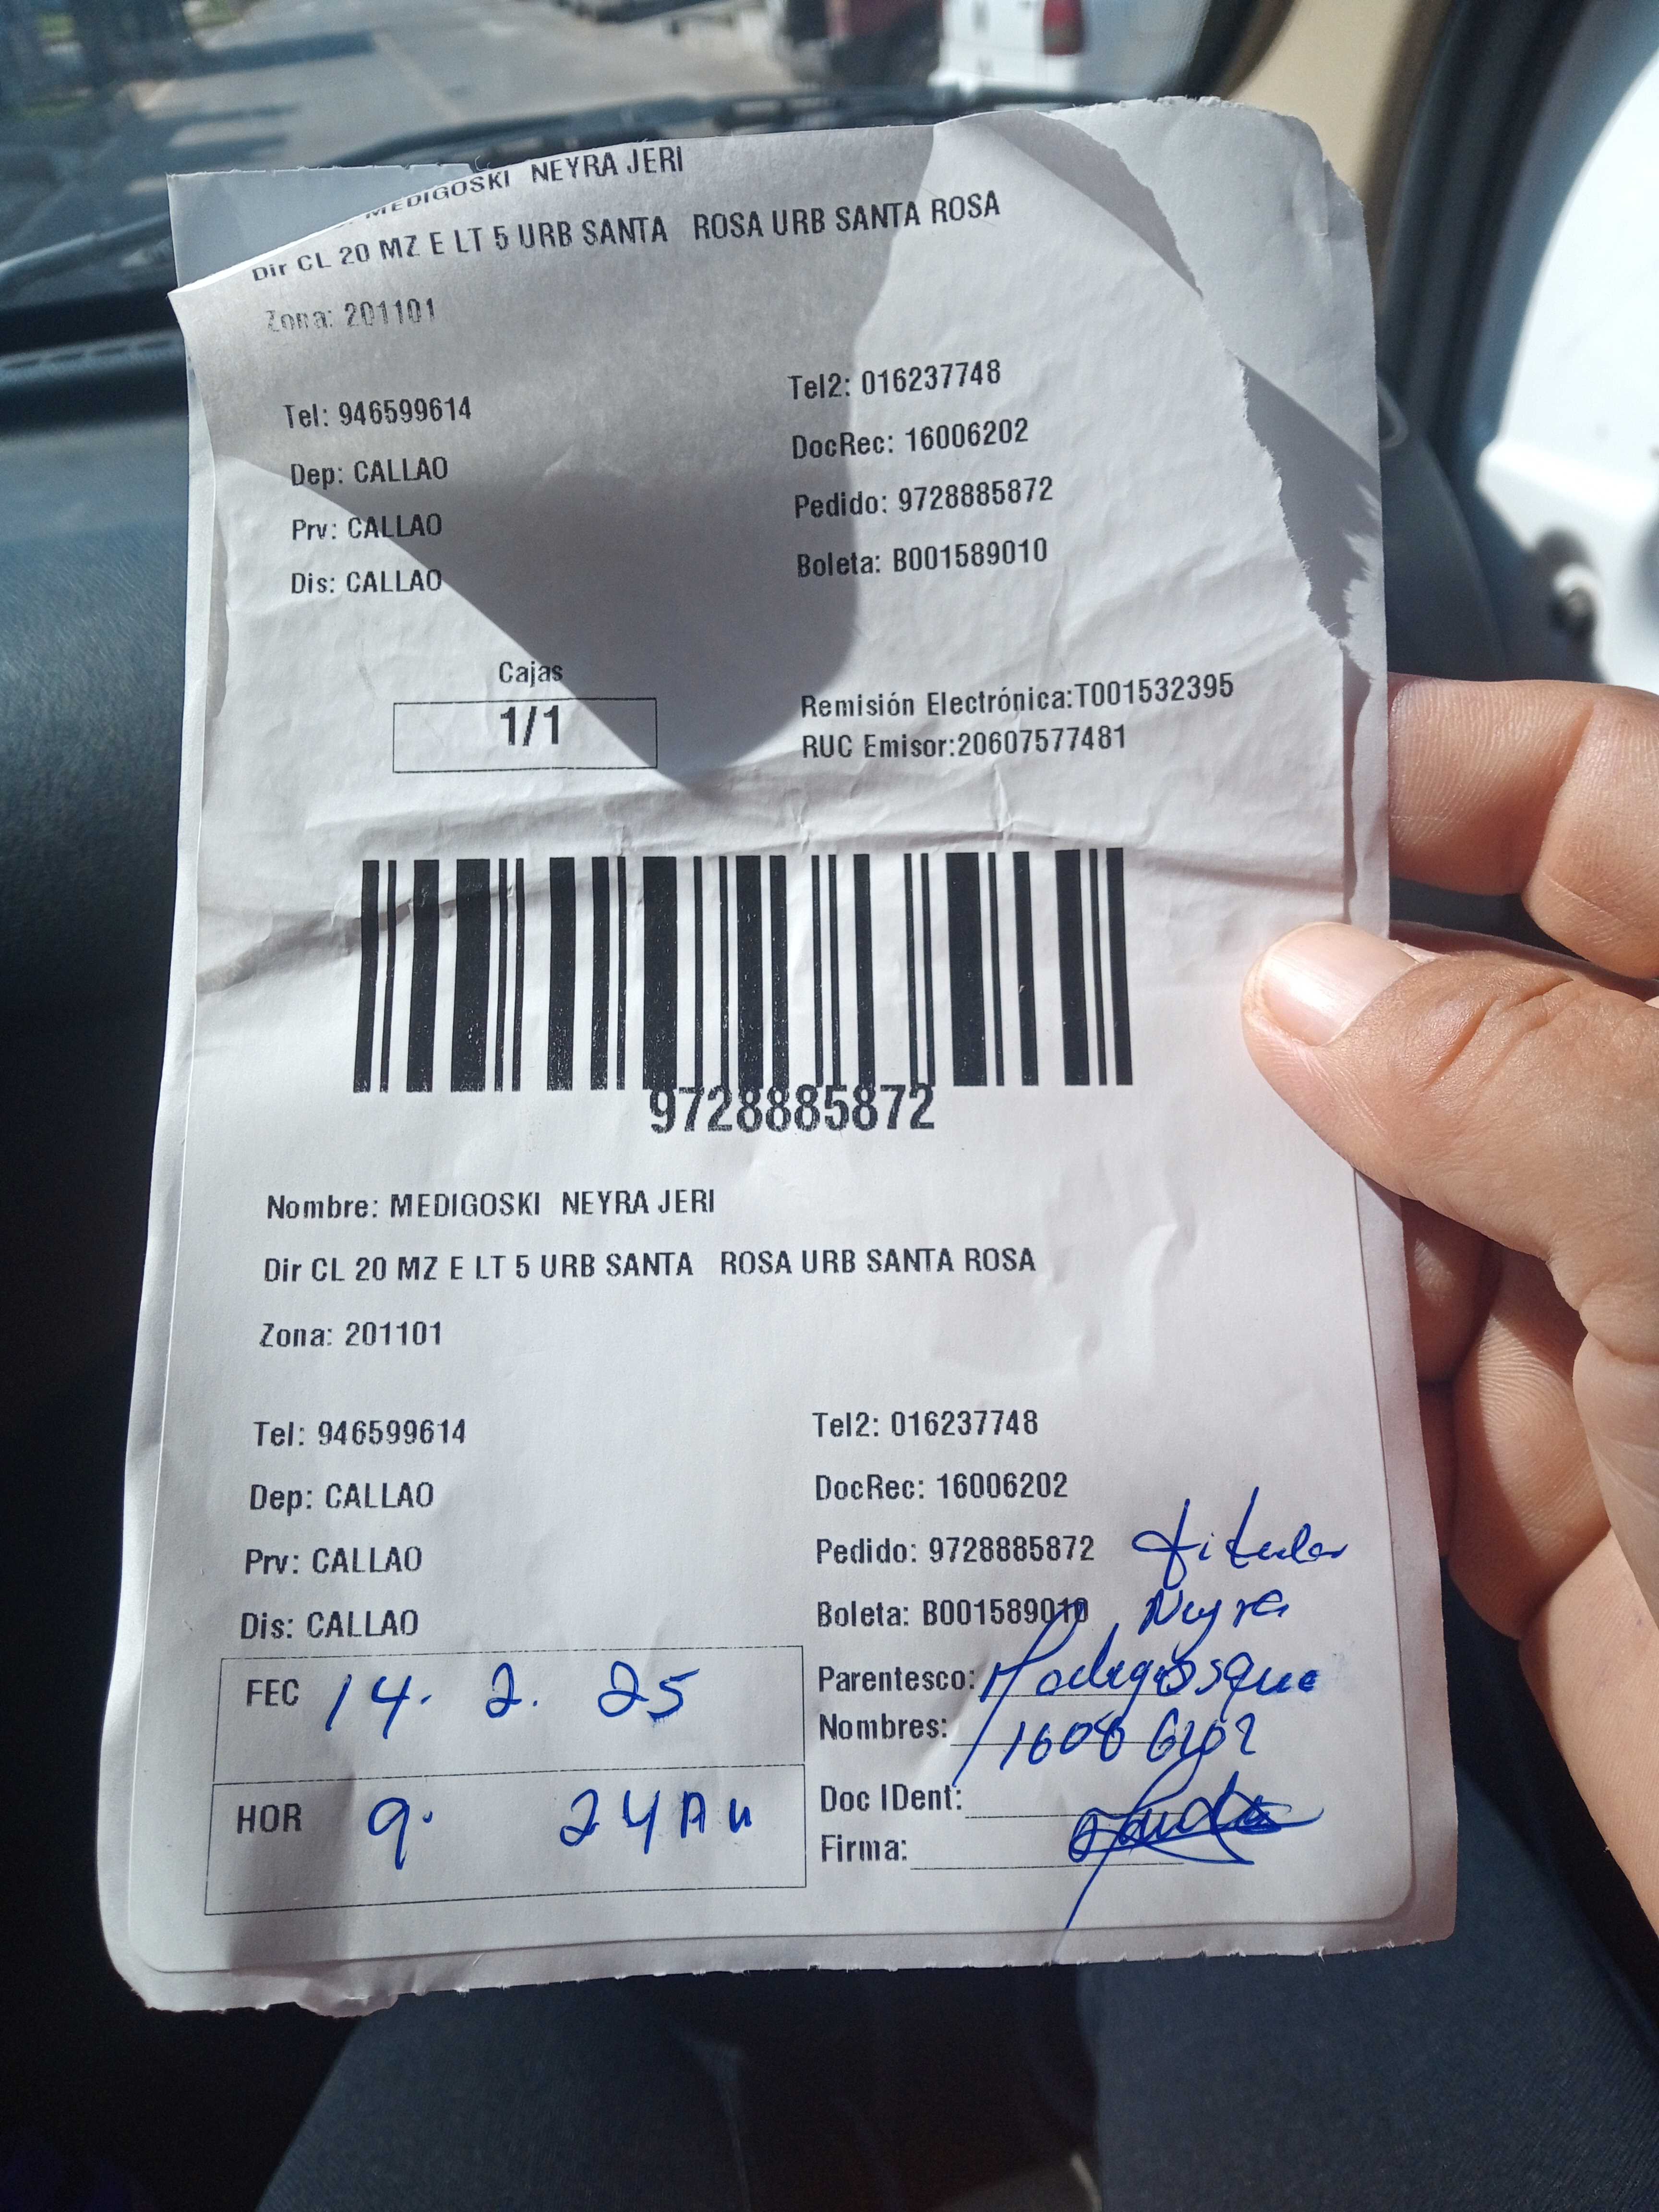 MEDIGOSKI NEYRA JERI
Dir CL 20 MZ E LT 5 URB SANTA ROSA URB SANTA ROSA
Zona: 201101
Tel: 946599614
Tel2: 016237748
Dep: CALLAO
DocRec: 16006202
Prv: CALLAO
Pedido: 9728885872
Dis: CALLAO
Boleta: B001589010
Cajas
1/1
Remisión Electrónica:T001532395
RUC Emisor:20607577481
9728885872
Nombre: MEDIGOSKI NEYRA JERI
Dir CL 20 MZ E LT 5 URB SANTA ROSA URB SANTA ROSA
Zona: 201101
Tel: 946599614
Tel2: 016237748
Dep: CALLAO
DocRec: 16006202
Prv: CALLAO
Pedido: 9728885872 titular
Dis: CALLAO
Boleta: B001589010 Neyra
FEC 14. 2. 25
Parentesco:
Nombres: 16006202
HOR 9. 24 AM
Doc IDent:
Firma: